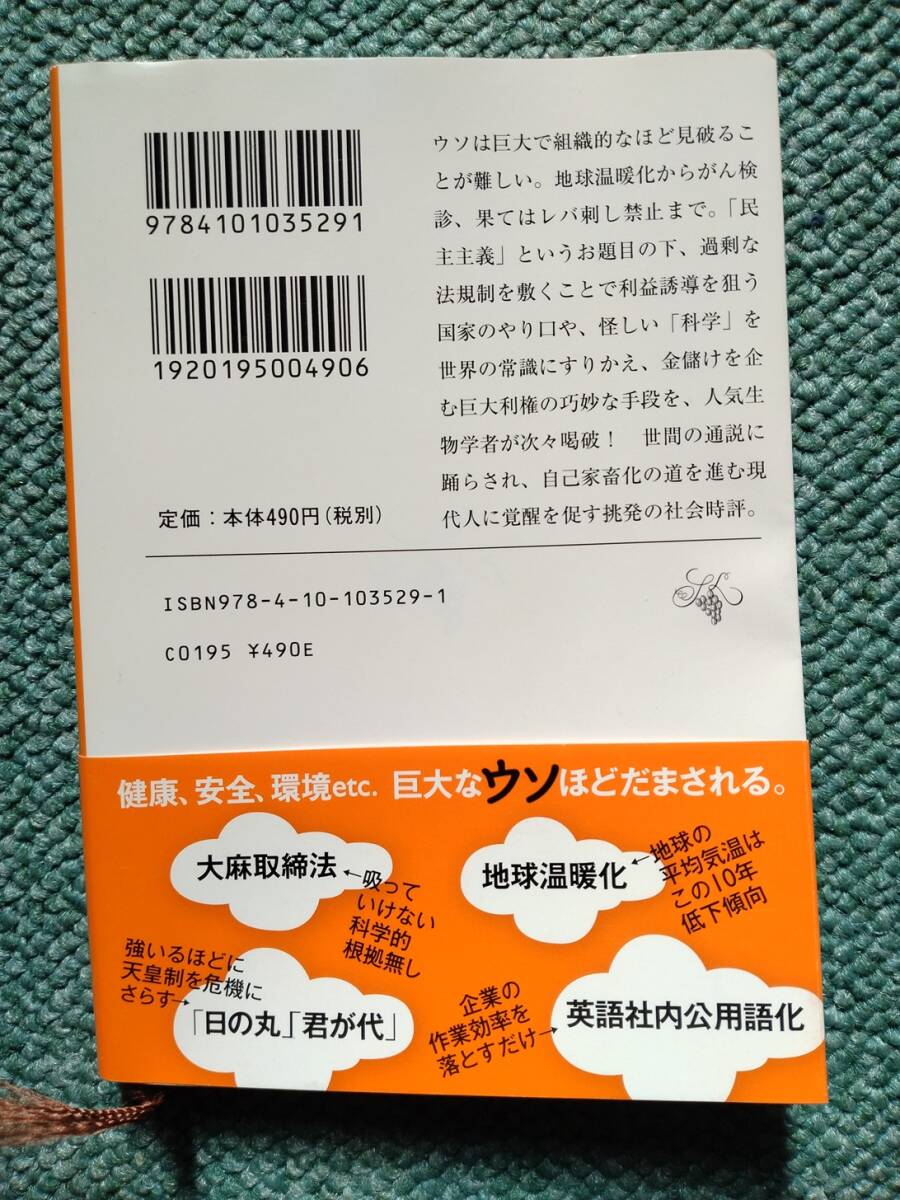 9784101035291
1920195004906
定価：本体490円（税別）
ウソは巨大で組織的なほど見破るこ
とが難しい。地球温暖化からがん検
診、果てはレバ刺し禁止まで。「民
主主義」というお題目の下、過剰な
法規制を敷くことで利益誘導を狙う
国家のやり口や、怪しい「科学」を
世界の常識にすりかえ、金儲けを企
む巨大利権の巧妙な手段を、人気生
物学者が次々喝破！　世間の通説に
踊らされ、自己家畜化の道を進む現
代人に覚醒を促す挑発の社会時評。
ISBN978-4-10-103529-1
C0195 ¥490E
健康、安全、環境etc. 巨大なウソほどだまされる。
大麻取締法
←吸って
いけない
科学的
根拠無し
地球温暖化
←地球の
平均気温は
この10年
低下傾向
強いるほどに
天皇制を危機に
さらす→
「日の丸」「君が代」
企業の
作業効率を
落とすだけ→
英語社内公用語化